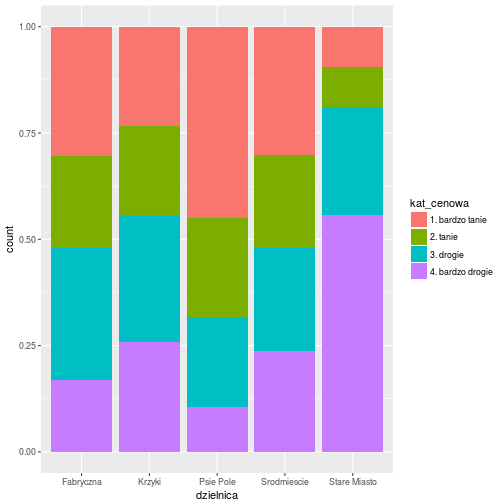 1.00
0.75
0.50
0.25
0.00
count
Fabryczna
Krzyki
Psie Pole
Srodmiescie
Stare Miasto
dzielnica
kat_cenowa
1. bardzo tanie
2. tanie
3. drogie
4. bardzo drogie